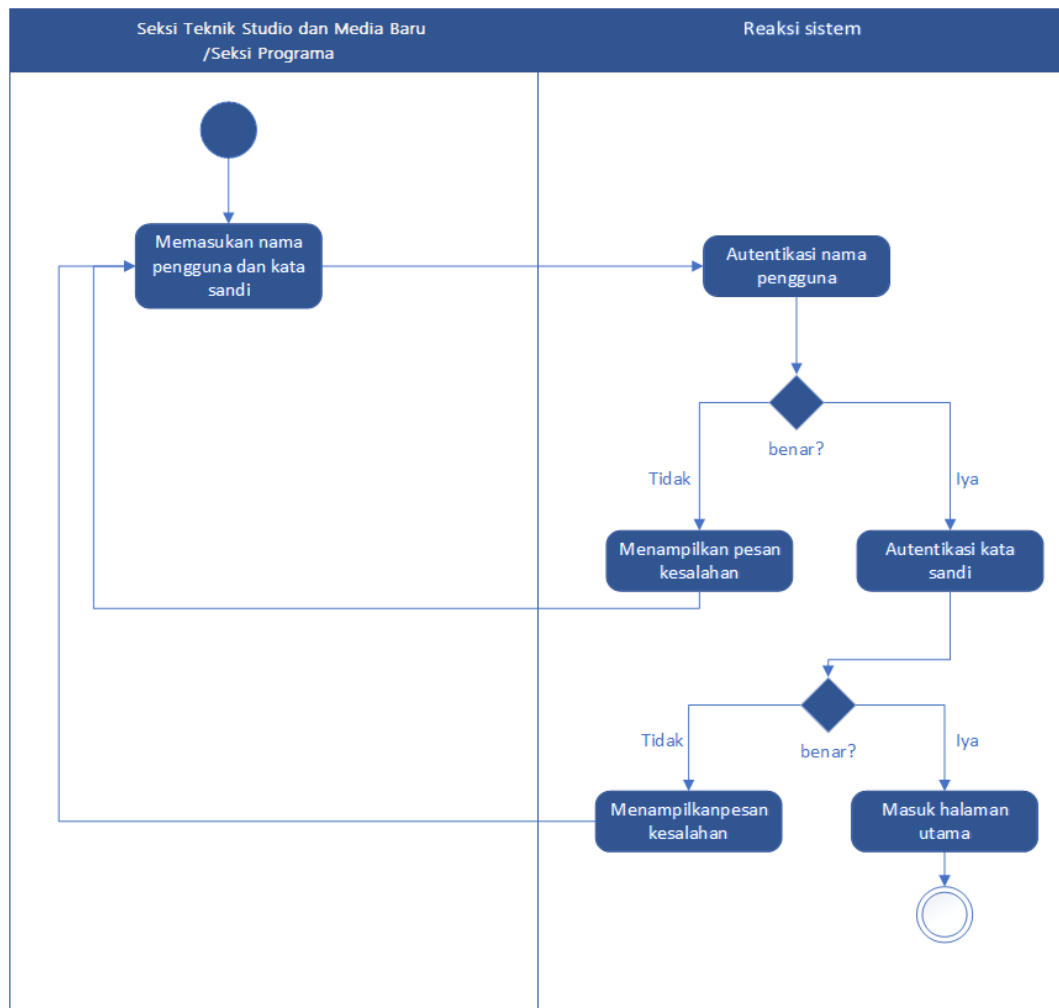 Seksi Teknik Studio dan Media Baru
/Seksi Programa
Reaksi sistem
Memasukan nama
pengguna dan kata
sandi
Autentikasi nama
pengguna
benar?
Tidak
Iya
Menampilkan pesan
kesalahan
Autentikasi kata
sandi
Tidak
benar?
Iya
Menampilkanpesan
kesalahan
Masuk halaman
utama